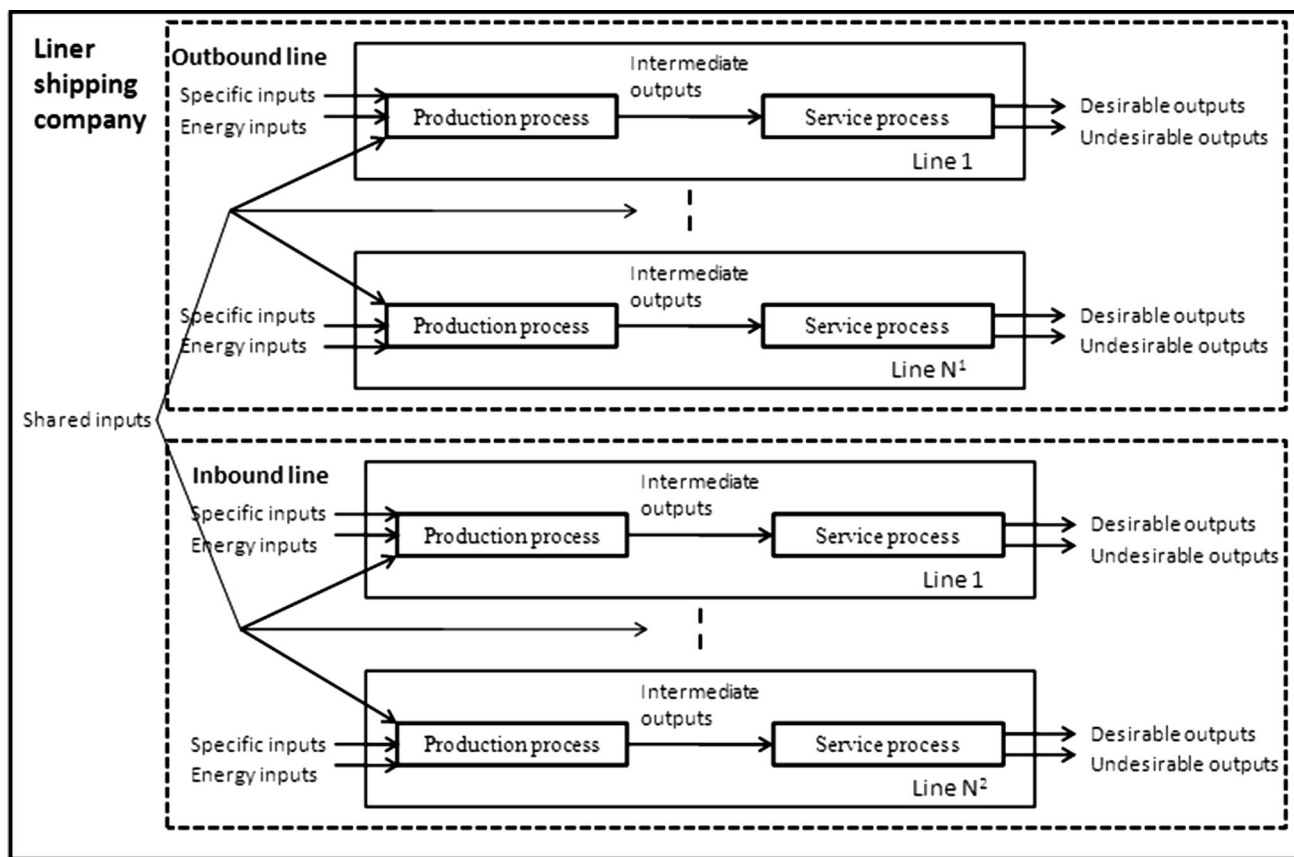 Liner
shipping
company
Outbound line
Specific inputs
Energy inputs
Production process
Intermediate
outputs
Service process
Desirable outputs
Undesirable outputs
Line 1
Specific inputs
Energy inputs
Production process
Intermediate
outputs
Service process
Desirable outputs
Undesirable outputs
Line N¹
Shared inputs
Inbound line
Specific inputs
Energy inputs
Production process
Intermediate
outputs
Service process
Desirable outputs
Undesirable outputs
Line 1
Specific inputs
Energy inputs
Production process
Intermediate
outputs
Service process
Desirable outputs
Undesirable outputs
Line N²